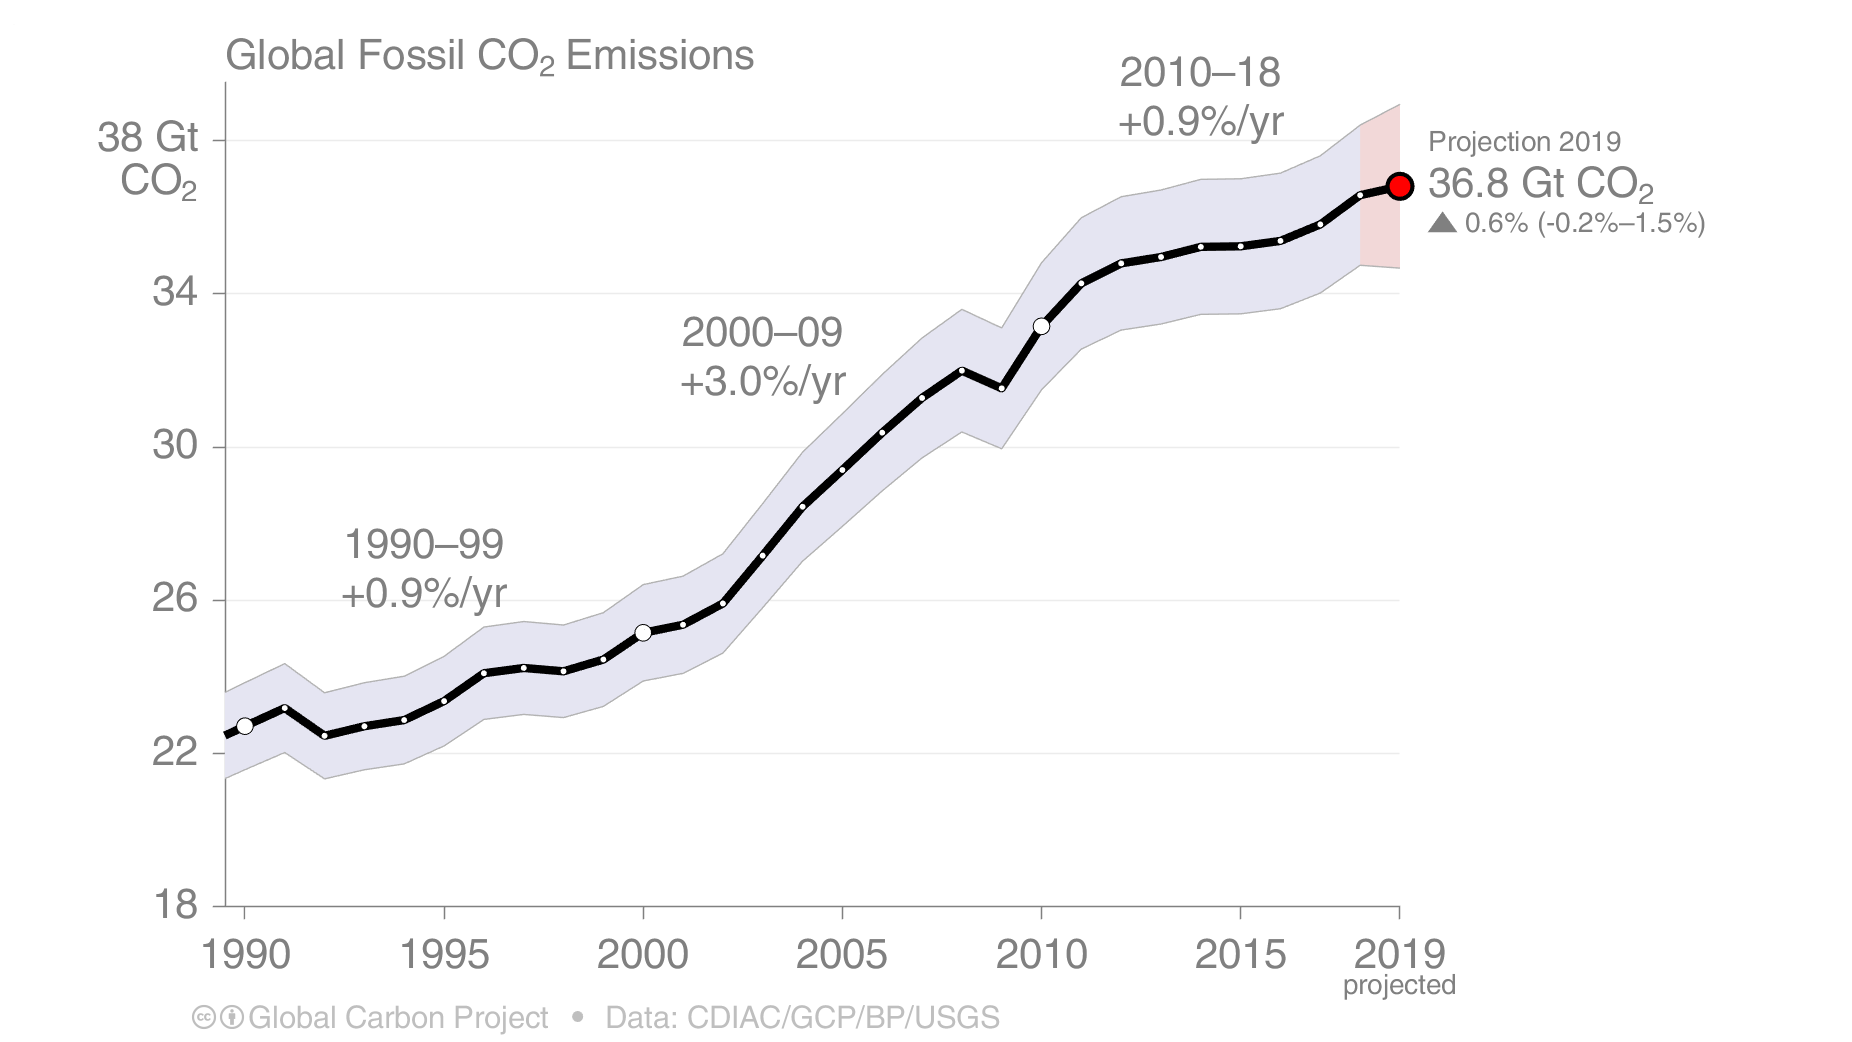 Global Fossil CO₂ Emissions
2010–18
+0.9%/yr
38 Gt
CO₂
Projection 2019
36.8 Gt CO₂
▲ 0.6% (-0.2%–1.5%)
34
2000–09
+3.0%/yr
30
1990–99
+0.9%/yr
26
22
18
1990 1995 2000 2005 2010 2015 2019
projected
cc Global Carbon Project • Data: CDIAC/GCP/BP/USGS